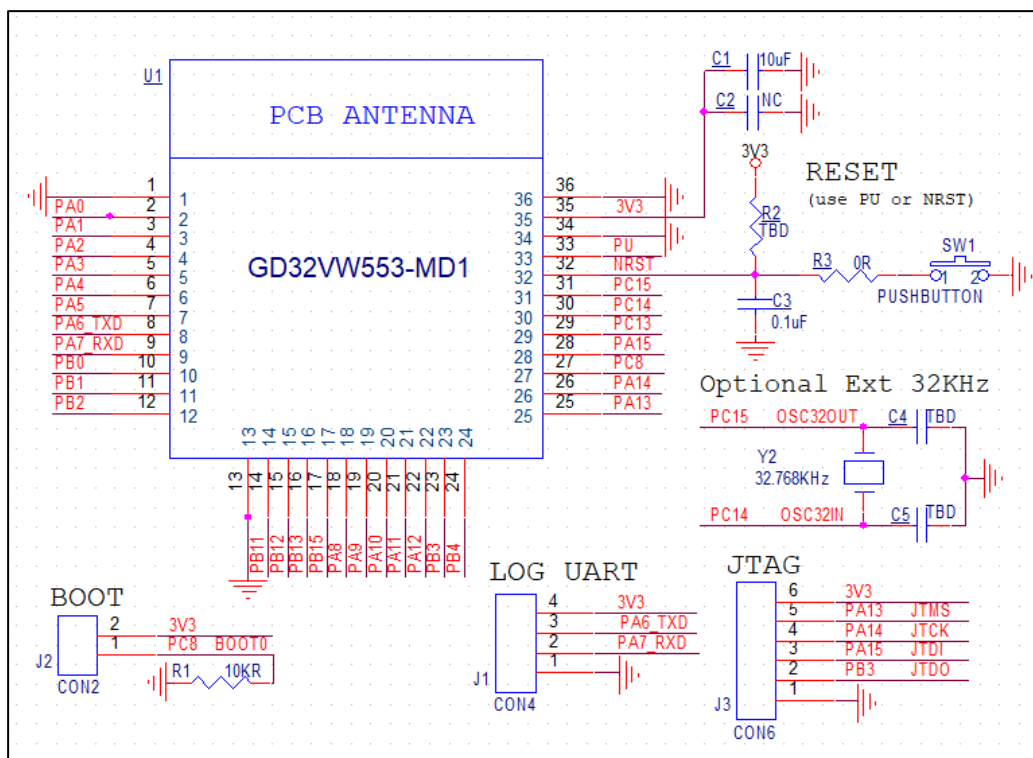 U1
PCB ANTENNA
GD32VW553-MD1
1 1
PA0 2 2
PA1 3 3
PA2 4 4
PA3 5 5
PA4 6 6
PA5 7 7
PA6_TXD 8 8
PA7_RXD 9 9
PB0 10 10
PB1 11 11
PB2 12 12
36 36
35 35 3V3
34 34
33 33 PU
32 32 NRST
31 31 PC15
30 30 PC14
29 29 PC13
28 28 PA15
27 27 PC8
26 26 PA14
25 25 PA13
13 14 15 16 17 18 19 20 21 22 23 24
13 14 15 16 17 18 19 20 21 22 23 24
PB11 PB12 PB13 PB15 PA8 PA9 PA10 PA11 PA12 PB3 PB4
C1 10uF
C2 NC
3V3
R2
TBD
RESET
(use PU or NRST)
R3 0R
SW1
1 2
PUSHBUTTON
C3
0.1uF
Optional Ext 32KHz
PC15 OSC32OUT C4 TBD
Y2
32.768KHz
PC14 OSC32IN C5 TBD
BOOT
2 3V3
1 PC8 BOOT0
J2
CON2
R1 10KR
LOG UART
4 3V3
3 PA6_TXD
2 PA7_RXD
1
J1
CON4
JTAG
6 3V3
5 PA13 JTMS
4 PA14 JTCK
3 PA15 JTDI
2 PB3 JTDO
1
J3
CON6